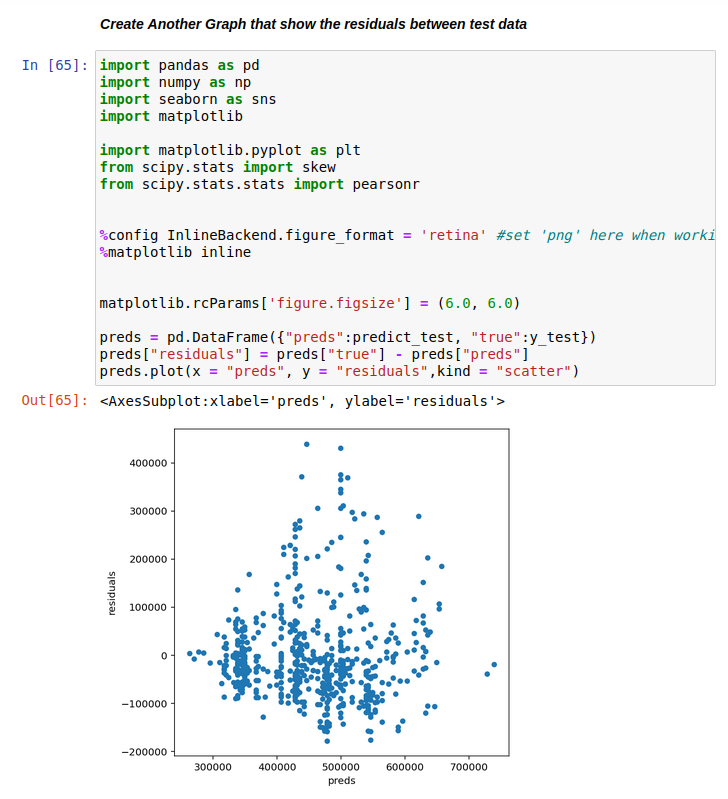 Create Another Graph that show the residuals between test data
In [65]:
import pandas as pd
import numpy as np
import seaborn as sns
import matplotlib
import matplotlib.pyplot as plt
from scipy.stats import skew
from scipy.stats.stats import pearsonr
%config InlineBackend.figure_format = 'retina' #set 'png' here when worki
%matplotlib inline
matplotlib.rcParams['figure.figsize'] = (6.0, 6.0)
preds = pd.DataFrame({"preds":predict_test, "true":y_test})
preds["residuals"] = preds["true"] - preds["preds"]
preds.plot(x = "preds", y = "residuals",kind = "scatter")
Out[65]: <AxesSubplot:xlabel='preds', ylabel='residuals'>
400000
300000
200000
100000
0
−100000
−200000
residuals
300000 400000 500000 600000 700000
preds